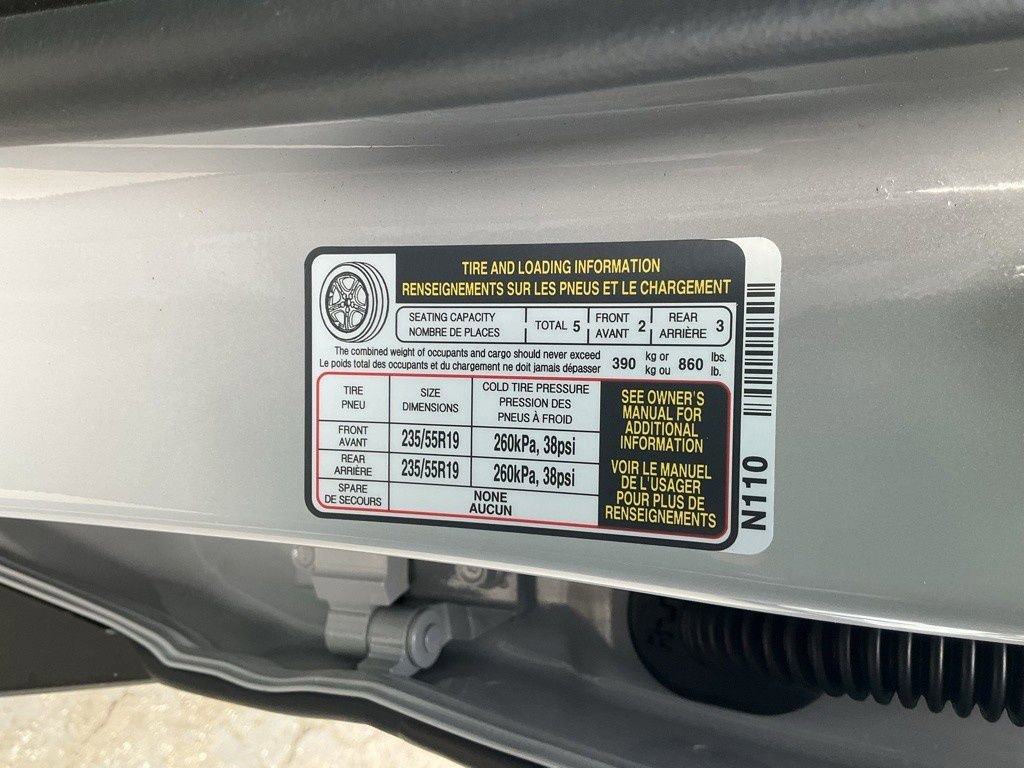 TIRE AND LOADING INFORMATION
RENSEIGNEMENTS SUR LES PNEUS ET LE CHARGEMENT
SEATING CAPACITY
NOMBRE DE PLACES
TOTAL 5
FRONT
AVANT 2
REAR
ARRIÈRE 3
The combined weight of occupants and cargo should never exceed
Le poids total des occupants et du chargement ne doit jamais dépasser
390 kg or 860 lbs.
kg ou lb.
TIRE
PNEU
SIZE
DIMENSIONS
COLD TIRE PRESSURE
PRESSION DES
PNEUS À FROID
FRONT
AVANT
235/55R19
260kPa, 38psi
REAR
ARRIÈRE
235/55R19
260kPa, 38psi
SPARE
DE SECOURS
NONE
AUCUN
SEE OWNER'S
MANUAL FOR
ADDITIONAL
INFORMATION
VOIR LE MANUEL
DE L'USAGER
POUR PLUS DE
RENSEIGNEMENTS
N110